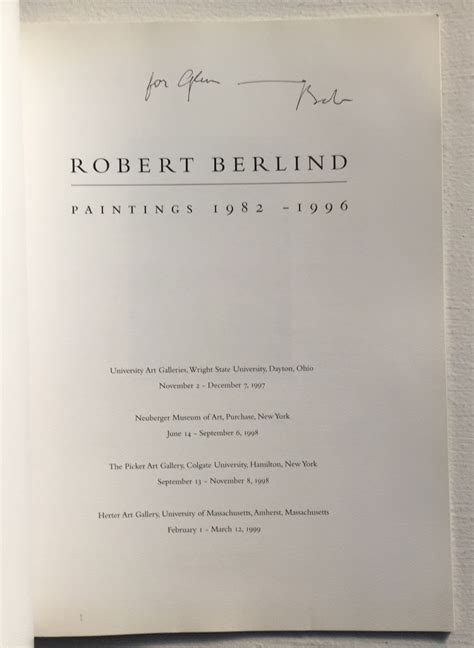 for Glenn — Bob
ROBERT BERLIND
PAINTINGS 1982 – 1996
University Art Galleries, Wright State University, Dayton, Ohio
November 2 – December 7, 1997
Neuberger Museum of Art, Purchase, New York
June 14 – September 6, 1998
The Picker Art Gallery, Colgate University, Hamilton, New York
September 13 – November 8, 1998
Herter Art Gallery, University of Massachusetts, Amherst, Massachusetts
February 1 – March 12, 1999